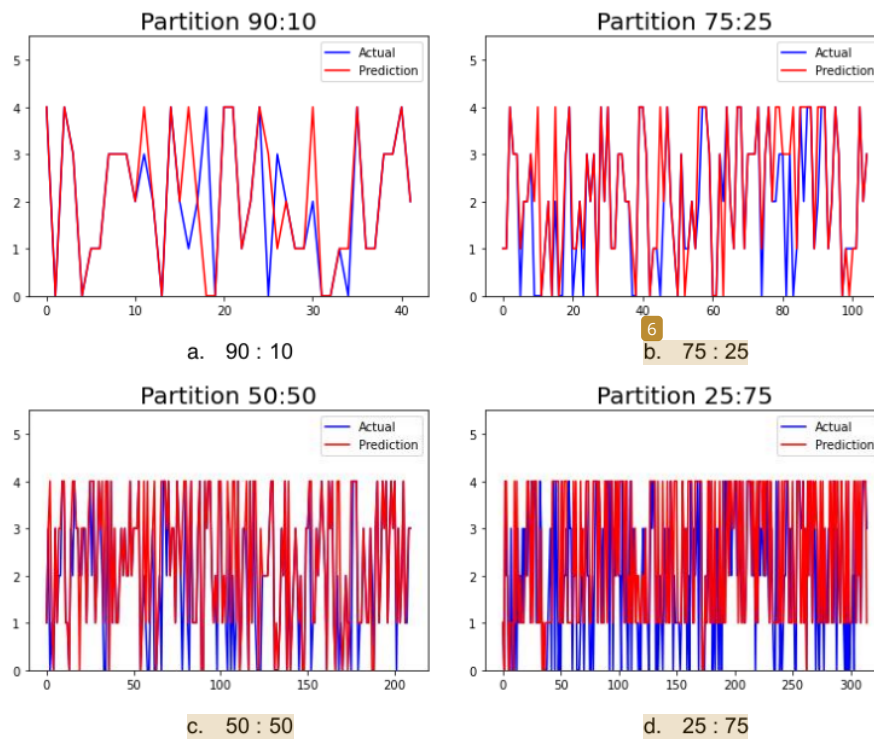 Partition 90:10
5
4
3
2
1
0
0 10 20 30 40
Actual
Prediction
a. 90 : 10
Partition 75:25
5
4
3
2
1
0
0 20 40 60 80 100
Actual
Prediction
6
b. 75 : 25
Partition 50:50
5
4
3
2
1
0
0 50 100 150 200
Actual
Prediction
c. 50 : 50
Partition 25:75
5
4
3
2
1
0
0 50 100 150 200 250 300
Actual
Prediction
d. 25 : 75